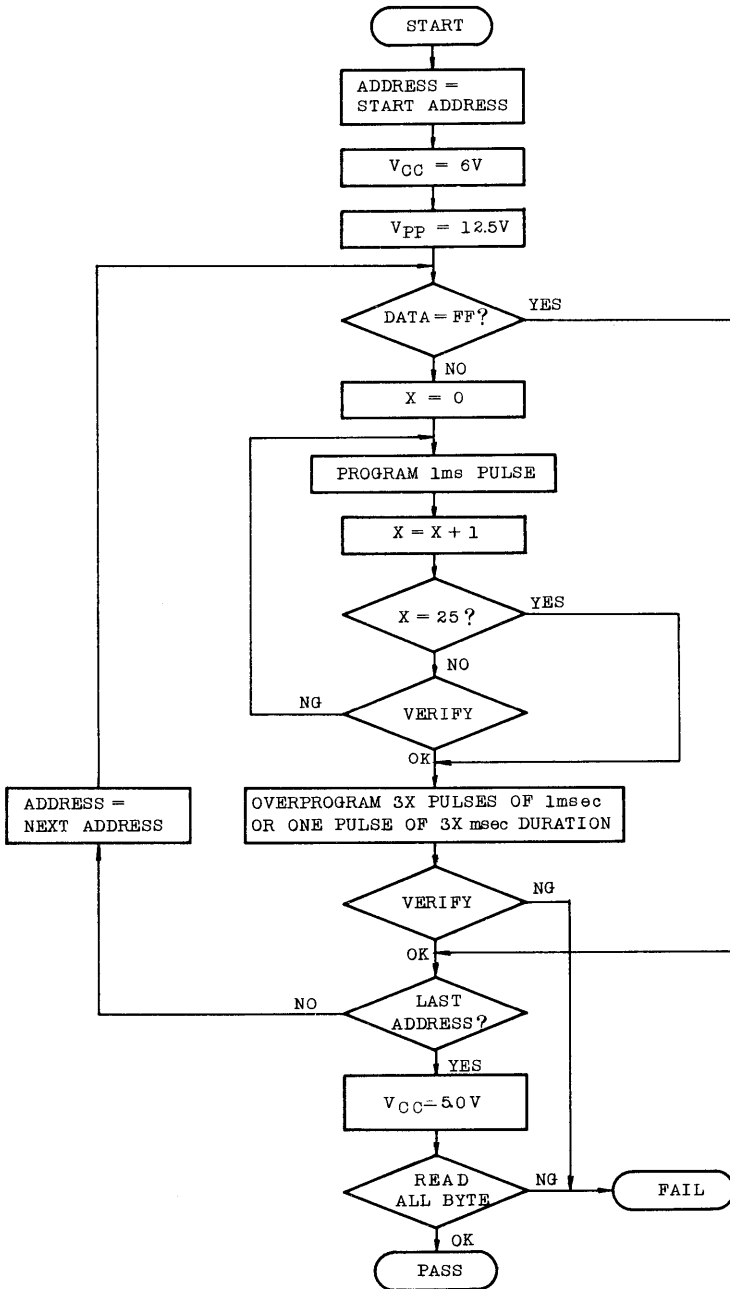 START
ADDRESS =
START ADDRESS
VCC = 6V
VPP = 12.5V
DATA = FF?
YES
NO
X = 0
PROGRAM 1ms PULSE
X = X + 1
X = 25?
YES
NO
NG
VERIFY
OK
ADDRESS =
NEXT ADDRESS
OVERPROGRAM 3X PULSES OF 1msec
OR ONE PULSE OF 3X msec DURATION
VERIFY
NG
OK
NO
LAST
ADDRESS?
YES
VCC=5.0V
READ
ALL BYTE
NG
FAIL
OK
PASS